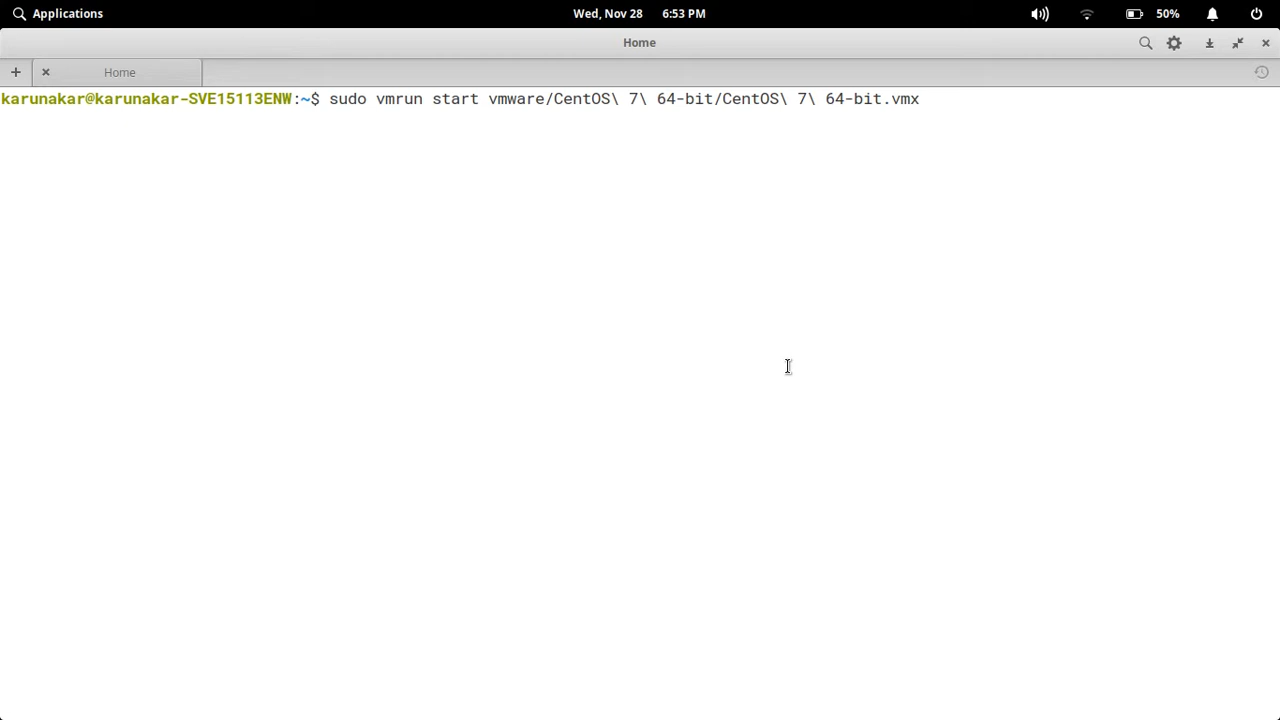 Applications
Wed, Nov 28 6:53 PM
50%
Home
Home
karunakar@karunakar-SVE15113ENW:~$ sudo vmrun start vmware/CentOS\ 7\ 64-bit/CentOS\ 7\ 64-bit.vmx